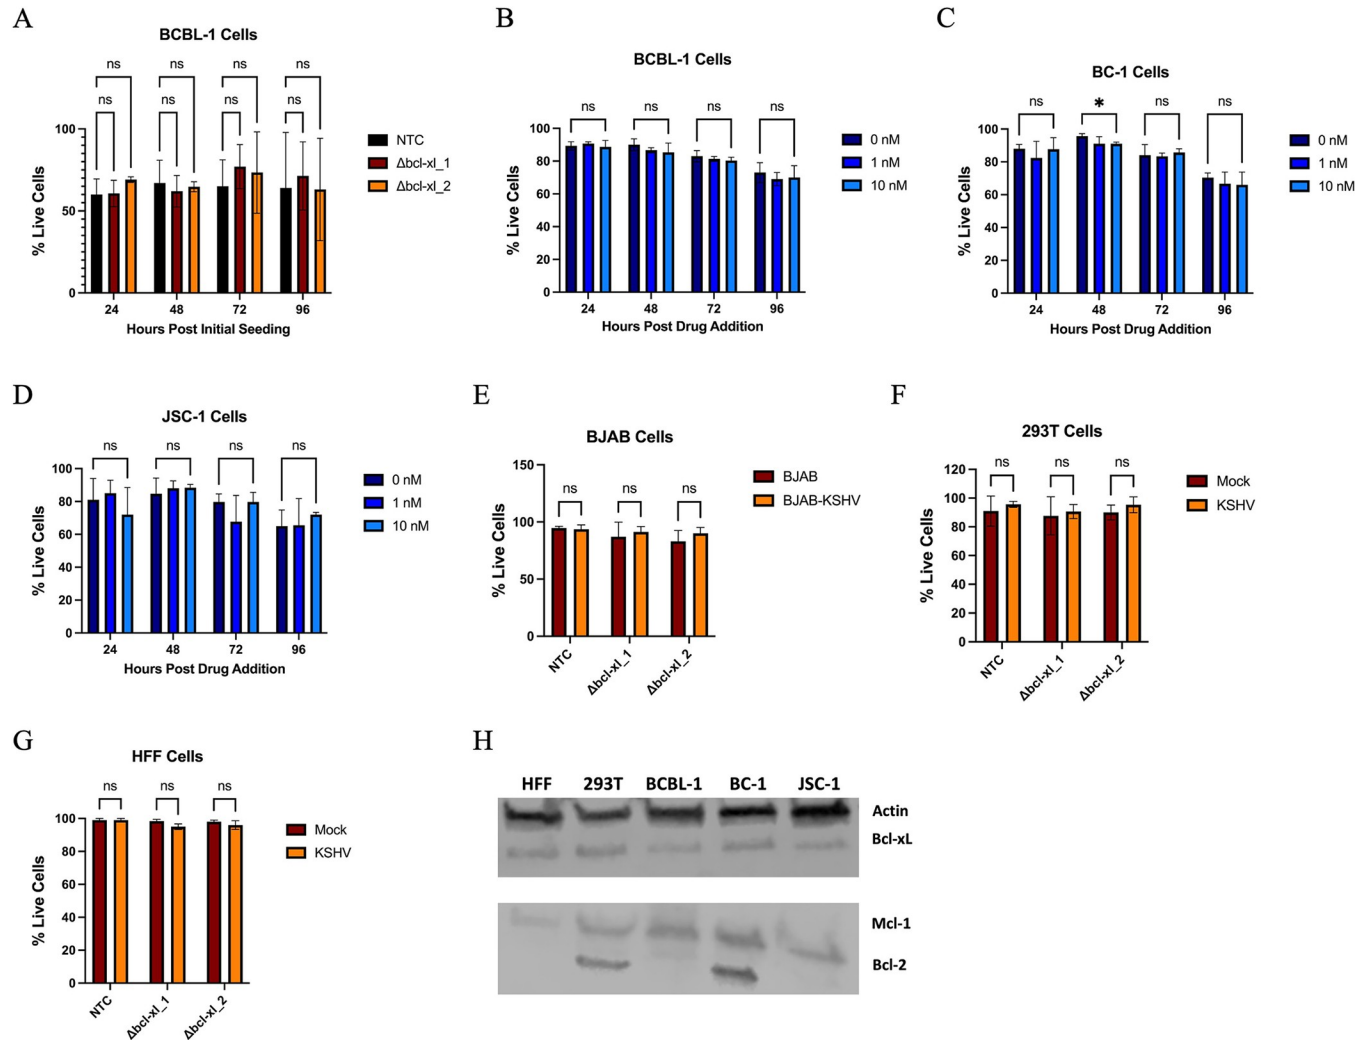 A
BCBL-1 Cells
ns ns ns ns
ns ns ns ns
% Live Cells
100
50
0
24 48 72 96
Hours Post Initial Seeding
NTC
Δbcl-xl_1
Δbcl-xl_2
B
BCBL-1 Cells
ns ns ns ns
% Live Cells
100
80
60
40
20
0
24 48 72 96
Hours Post Drug Addition
0 nM
1 nM
10 nM
C
BC-1 Cells
ns * ns ns
% Live Cells
100
80
60
40
20
0
24 48 72 96
Hours Post Drug Addition
0 nM
1 nM
10 nM
D
JSC-1 Cells
ns ns ns ns
% Live Cells
100
80
60
40
20
0
24 48 72 96
Hours Post Drug Addition
0 nM
1 nM
10 nM
E
BJAB Cells
ns ns ns
% Live Cells
150
100
50
0
NTC Δbcl-xl_1 Δbcl-xl_2
BJAB
BJAB-KSHV
F
293T Cells
ns ns ns
% Live Cells
120
100
80
60
40
20
0
NTC Δbcl-xl_1 Δbcl-xl_2
Mock
KSHV
G
HFF Cells
ns ns ns
% Live Cells
100
80
60
40
20
0
NTC Δbcl-xl_1 Δbcl-xl_2
Mock
KSHV
H
HFF 293T BCBL-1 BC-1 JSC-1
Actin
Bcl-xL
Mcl-1
Bcl-2